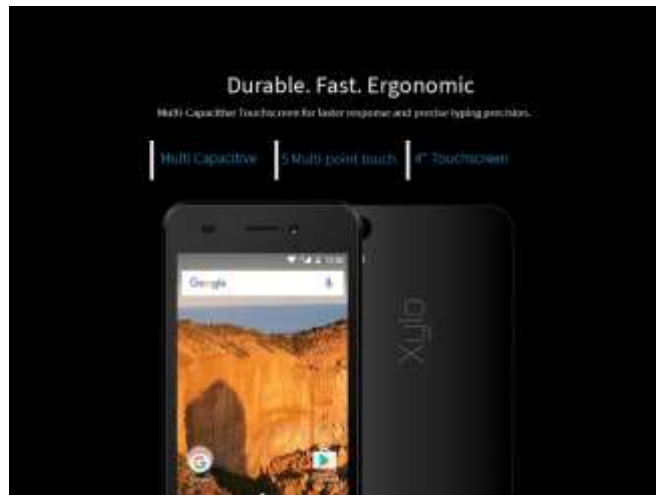 Durable. Fast. Ergonomic
Multi-Capacitive Touchscreen for faster response and precise typing precision.
Multi Capacitive
5 Multi-point touch
4" Touchscreen
Google